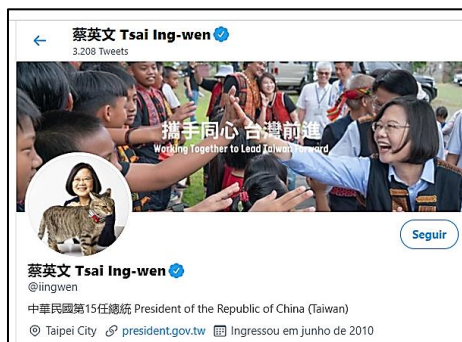 蔡英文 Tsai Ing-wen
3.208 Tweets
攜手同心 台灣前進
Working Together to Lead Taiwan Forward
Seguir
蔡英文 Tsai Ing-wen
@iingwen
中華民國第15任總統 President of the Republic of China (Taiwan)
Taipei City president.gov.tw Ingressou em junho de 2010